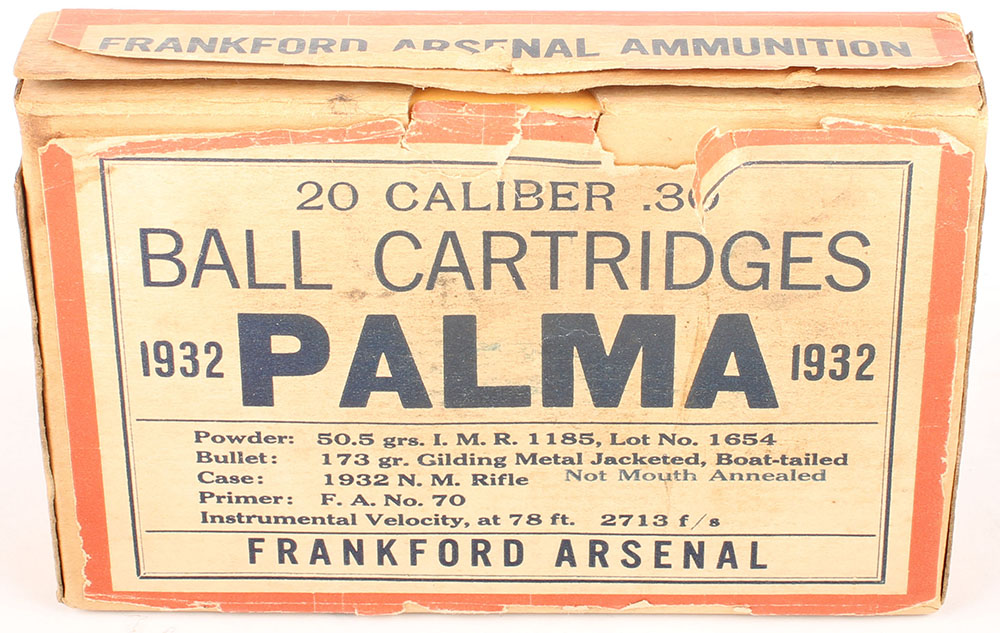 FRANKFORD ARSENAL AMMUNITION
20 CALIBER .30
BALL CARTRIDGES
1932 PALMA 1932
Powder: 50.5 grs. I. M. R. 1185, Lot No. 1654
Bullet: 173 gr. Gilding Metal Jacketed, Boat-tailed
Case: 1932 N. M. Rifle Not Mouth Annealed
Primer: F. A. No. 70
Instrumental Velocity, at 78 ft. 2713 f/s
FRANKFORD ARSENAL